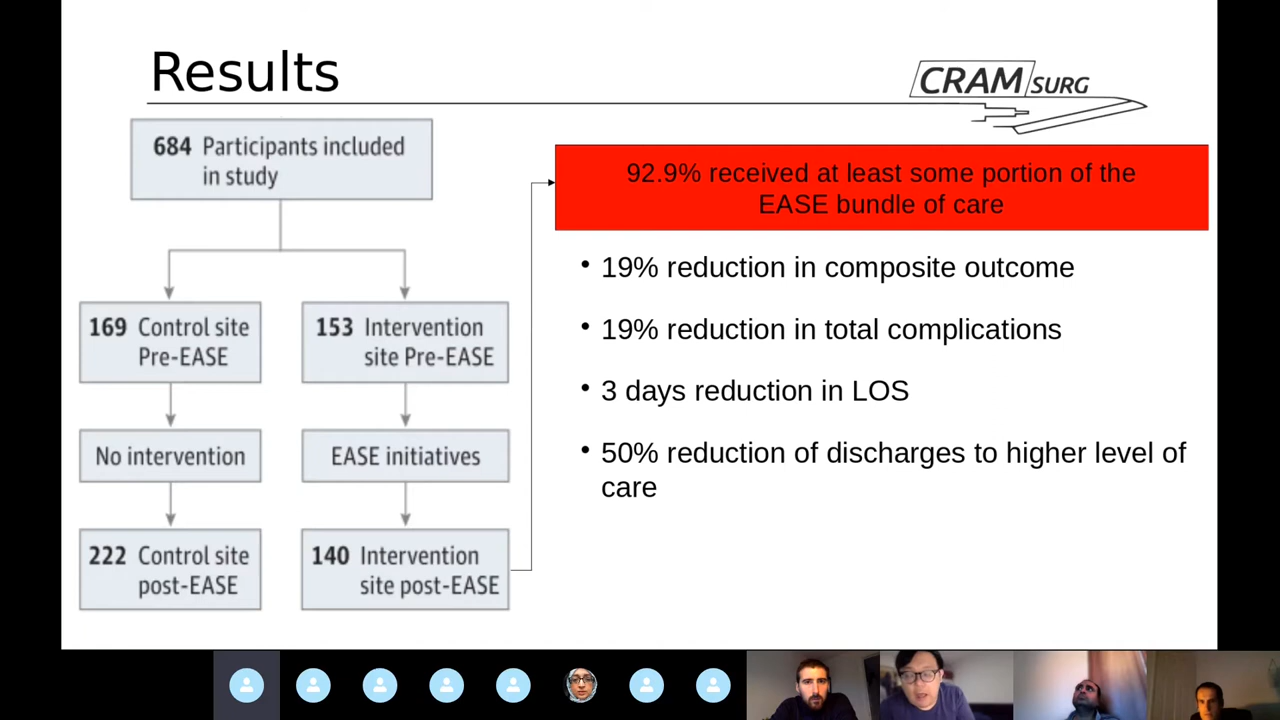 Results
CRAMSURG
684 Participants included
in study
169 Control site
Pre-EASE
153 Intervention
site Pre-EASE
No intervention
EASE initiatives
222 Control site
post-EASE
140 Intervention
site post-EASE
92.9% received at least some portion of the
EASE bundle of care
• 19% reduction in composite outcome
• 19% reduction in total complications
• 3 days reduction in LOS
• 50% reduction of discharges to higher level of
care